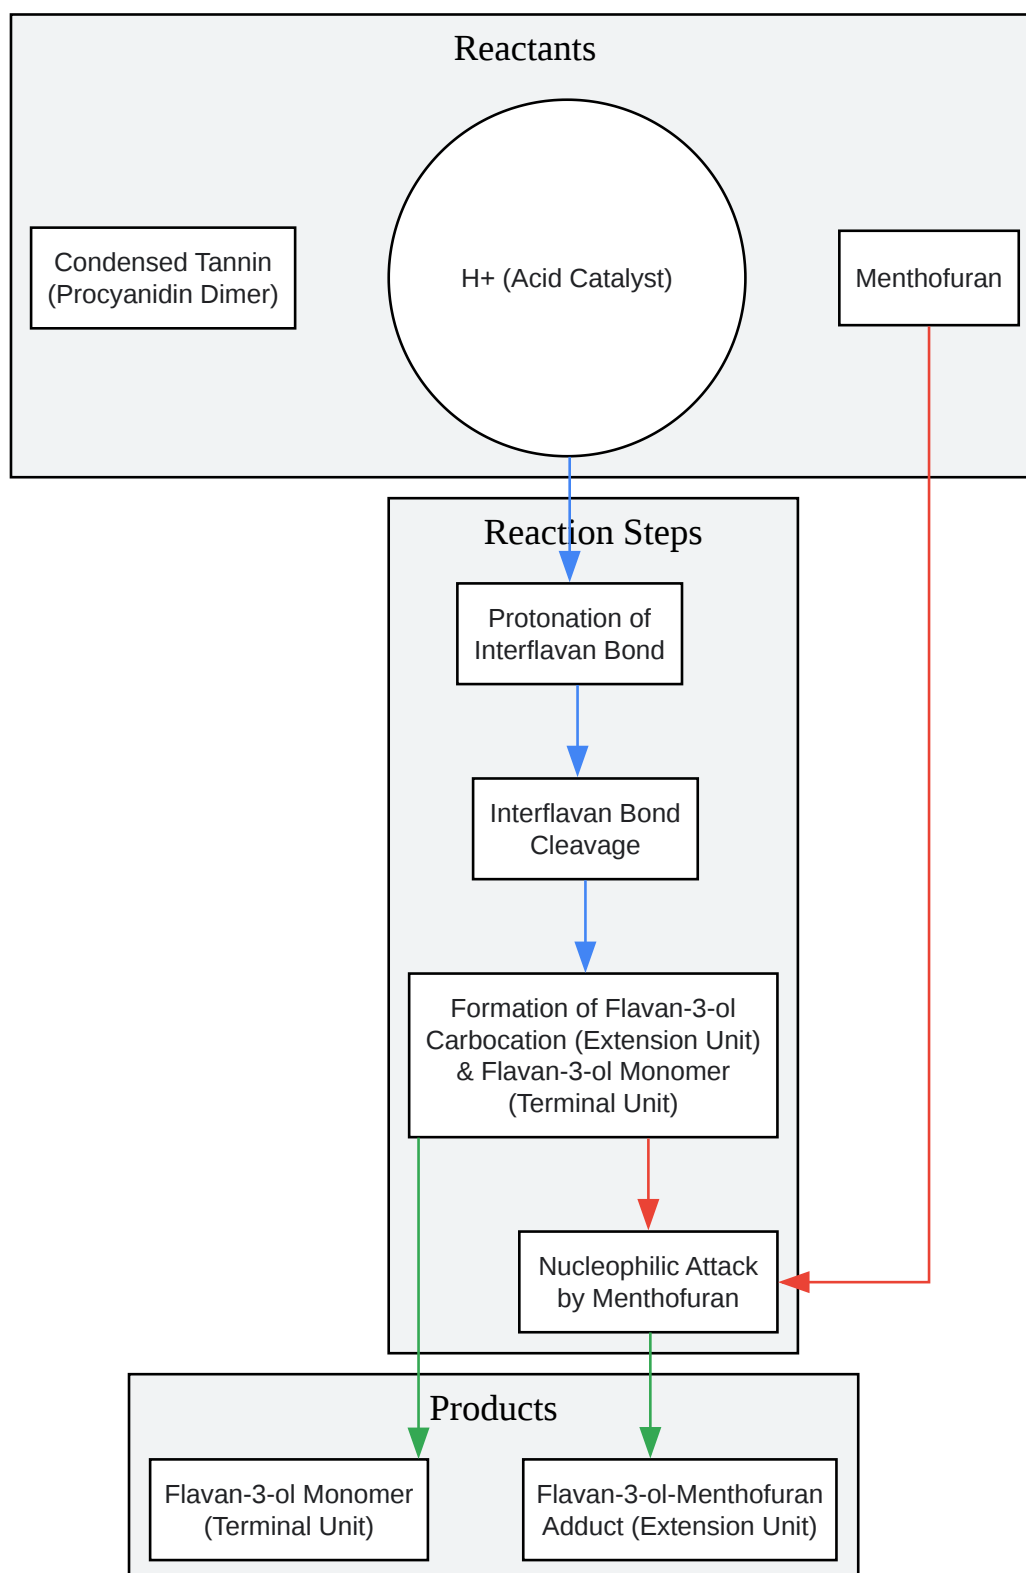 Reactants
Condensed Tannin
(Procyanidin Dimer)
H+ (Acid Catalyst)
Menthofuran
Reaction Steps
Protonation of
Interflavan Bond
Interflavan Bond
Cleavage
Formation of Flavan-3-ol
Carbocation (Extension Unit)
& Flavan-3-ol Monomer
(Terminal Unit)
Nucleophilic Attack
by Menthofuran
Products
Flavan-3-ol Monomer
(Terminal Unit)
Flavan-3-ol-Menthofuran
Adduct (Extension Unit)